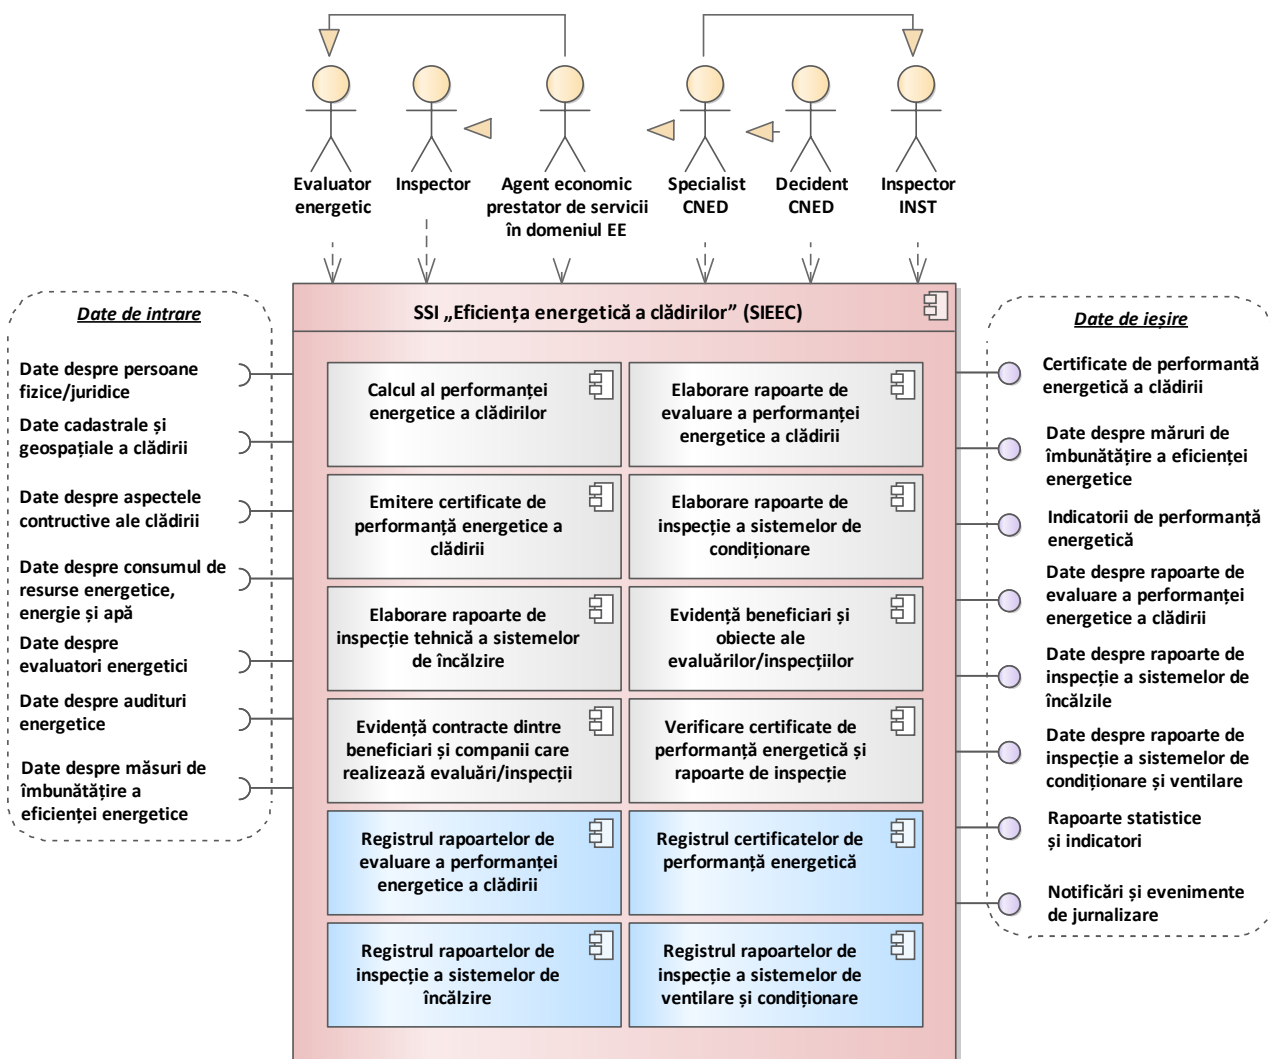 Evaluator
energetic
Inspector
Agent economic
prestator de servicii
în domeniul EE
Specialist
CNED
Decident
CNED
Inspector
INST
Date de intrare
Date despre persoane
fizice/juridice
Date cadastrale și
geospațiale a clădirii
Date despre aspectele
contructive ale clădirii
Date despre consumul de
resurse energetice,
energie și apă
Date despre
evaluatori energetici
Date despre audituri
energetice
Date despre măsuri de
îmbunătățire a
eficienței energetice
SSI „Eficiența energetică a clădirilor” (SIEEC)
Calcul al performanței
energetice a clădirilor
Elaborare rapoarte de
evaluare a performanței
energetice a clădirii
Emitere certificate de
performanță energetice a
clădirii
Elaborare rapoarte de
inspecție a sistemelor de
condiționare
Elaborare rapoarte de
inspecție tehnică a sistemelor
de încălzire
Evidență beneficiari și
obiecte ale
evaluărilor/inspecțiilor
Evidență contracte dintre
beneficiari și companii care
realizează evaluări/inspecții
Verificare certificate de
performanță energetică și
rapoarte de inspecție
Registrul rapoartelor de
evaluare a performanței
energetice a clădirii
Registrul certificatelor de
performanță energetică
Registrul rapoartelor de
inspecție a sistemelor de
încălzire
Registrul rapoartelor de
inspecție a sistemelor de
ventilare și condiționare
Date de ieșire
Certificate de performantă
energetică a clădirii
Date despre măruri de
îmbunătățire a eficienței
energetice
Indicatorii de performanță
energetică
Date despre rapoarte de
evaluare a performanței
energetice a clădirii
Date despre rapoarte de
inspecție a sistemelor de
încălzile
Date despre rapoarte de
inspecție a sistemelor de
condiționare și ventilare
Rapoarte statistice
și indicatori
Notificări și evenimente
de jurnalizare